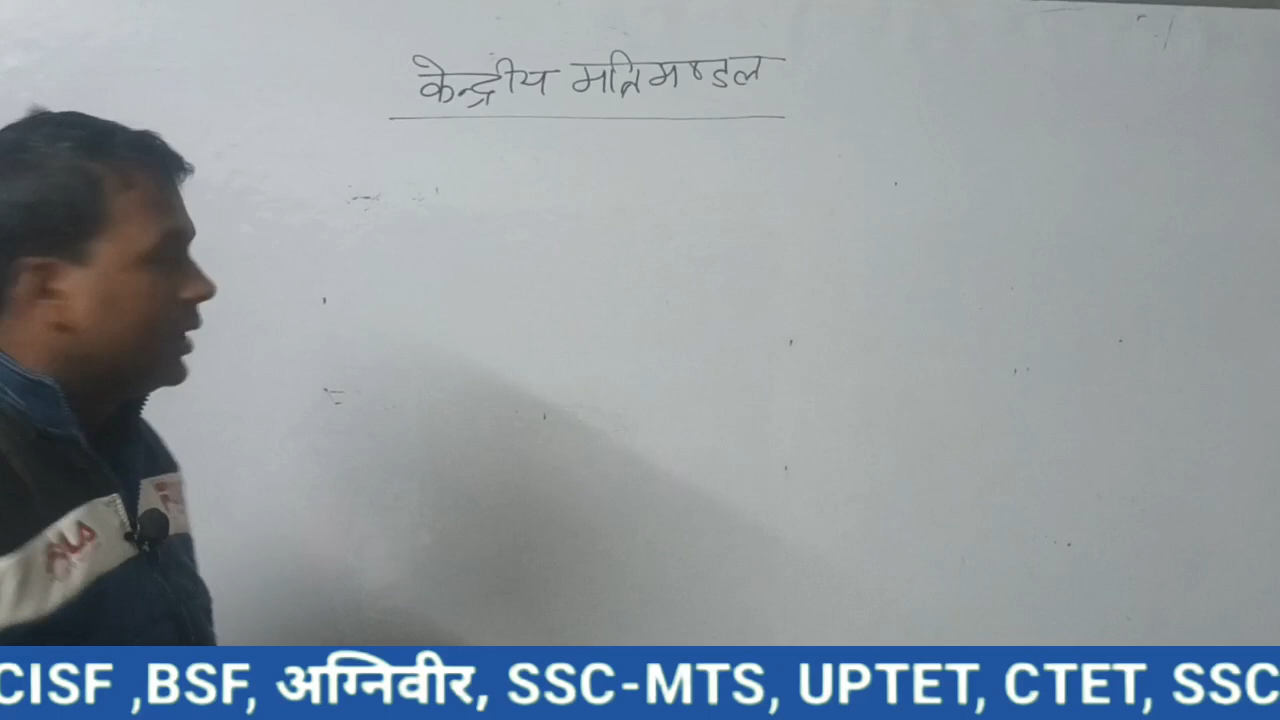 केन्द्रीय मन्त्रिमण्डल
CISF ,BSF, अग्निवीर, SSC-MTS, UPTET, CTET, SSC